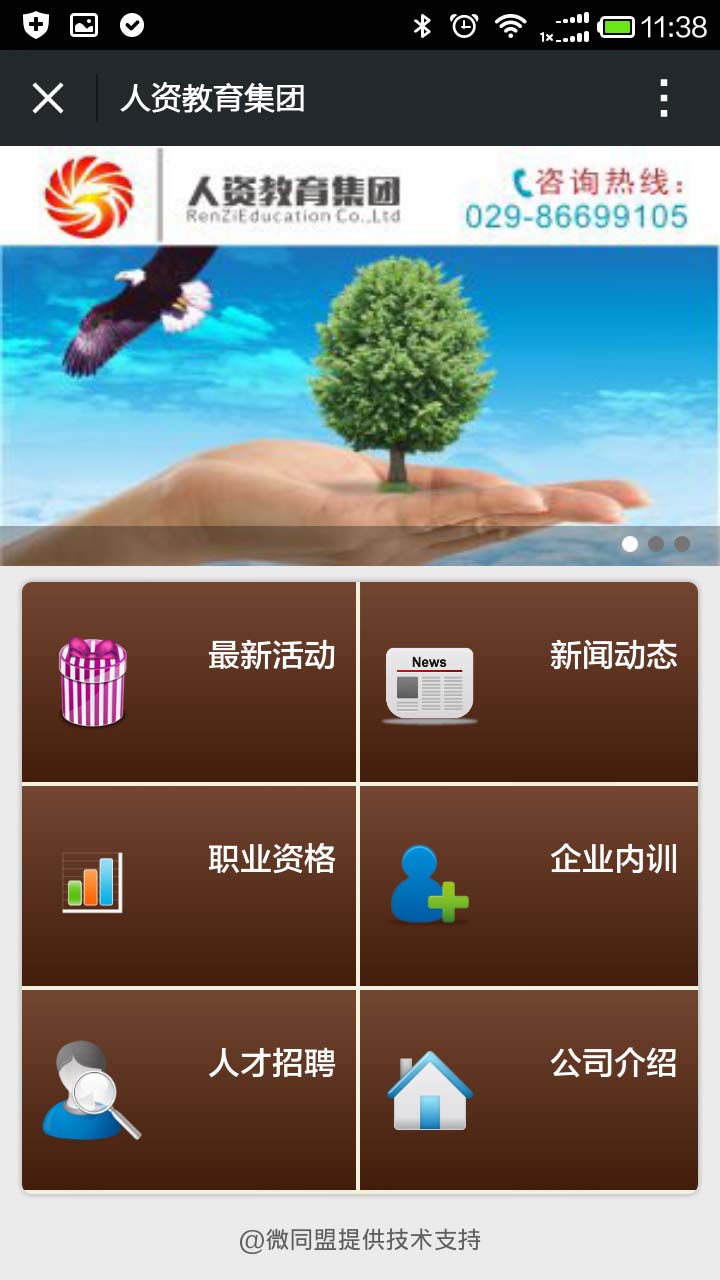 1× 11:38
人资教育集团
人资教育集团
RenZiEducation Co.,Ltd
咨询热线：
029-86699105
最新活动
News
新闻动态
职业资格
企业内训
人才招聘
公司介绍
@微同盟提供技术支持